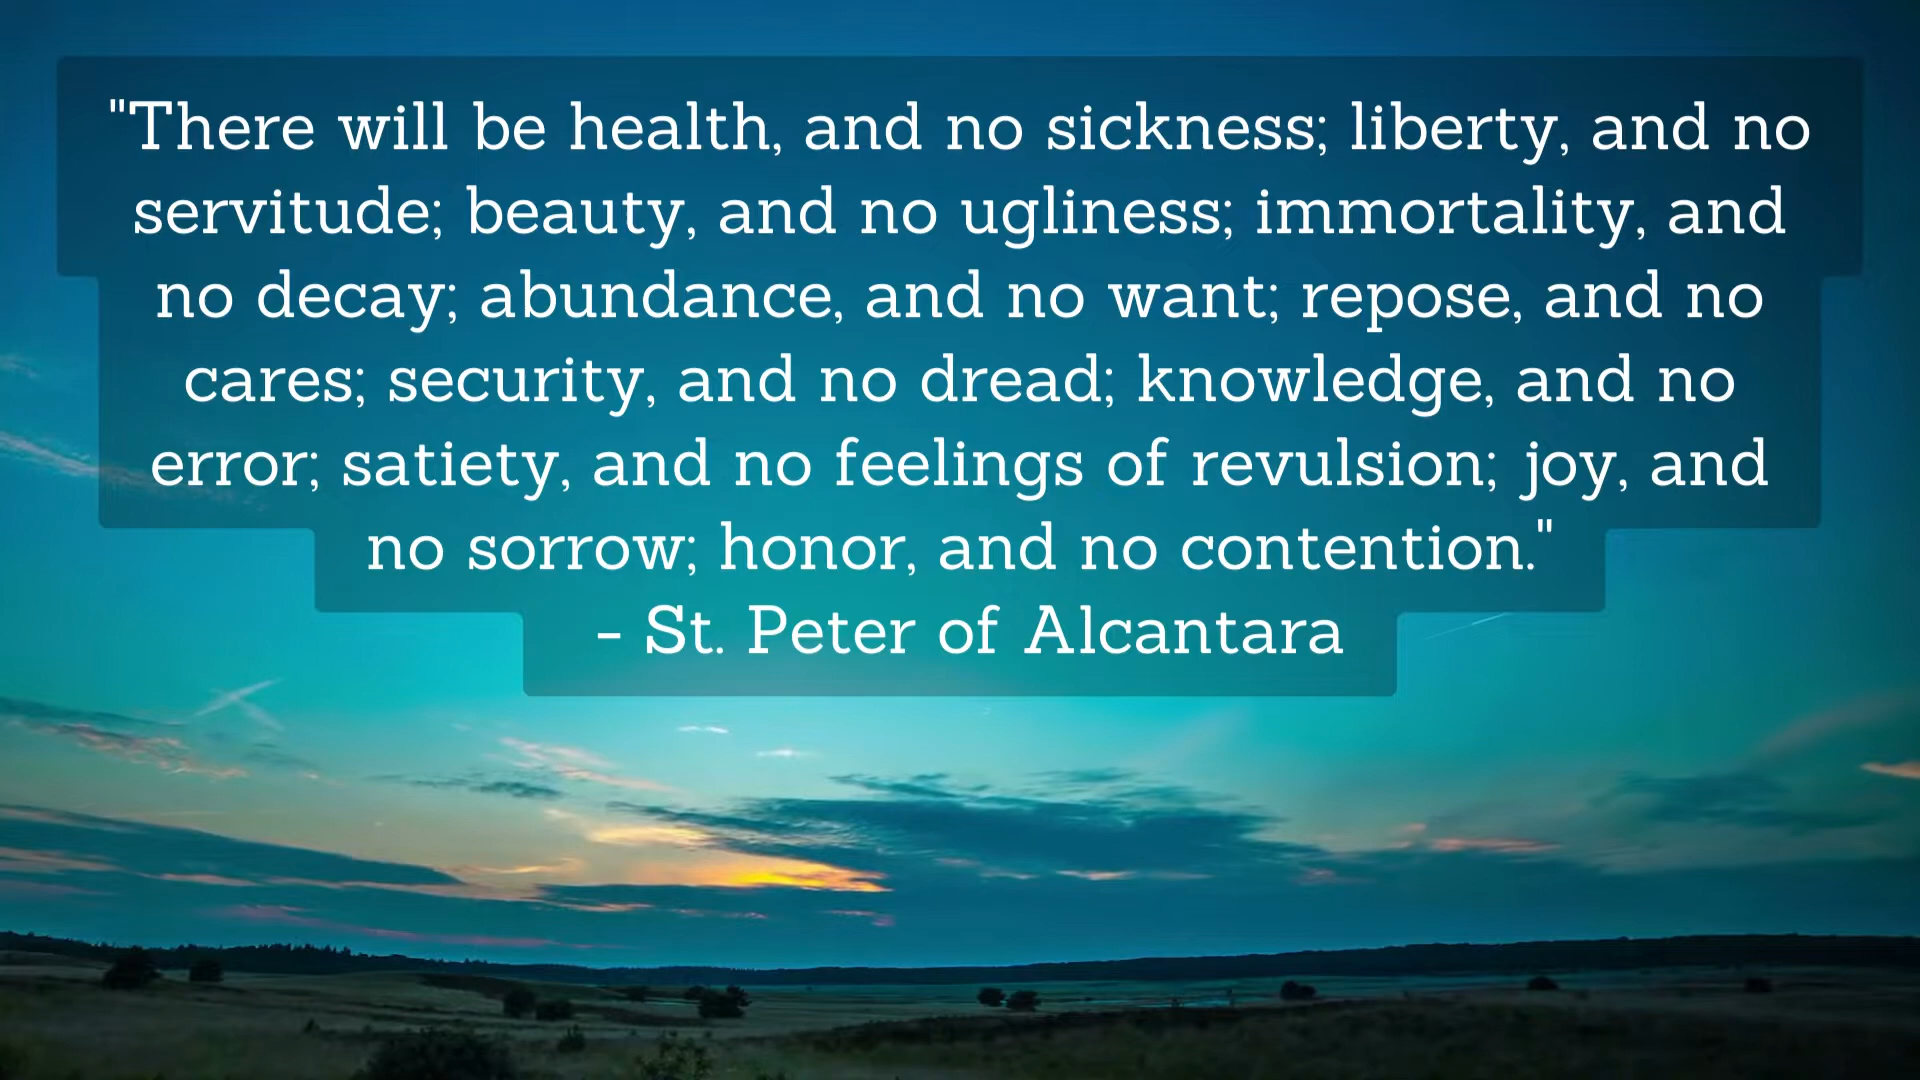 "There will be health, and no sickness; liberty, and no
servitude; beauty, and no ugliness; immortality, and
no decay; abundance, and no want; repose, and no
cares; security, and no dread; knowledge, and no
error; satiety, and no feelings of revulsion; joy, and
no sorrow; honor, and no contention."
- St. Peter of Alcantara